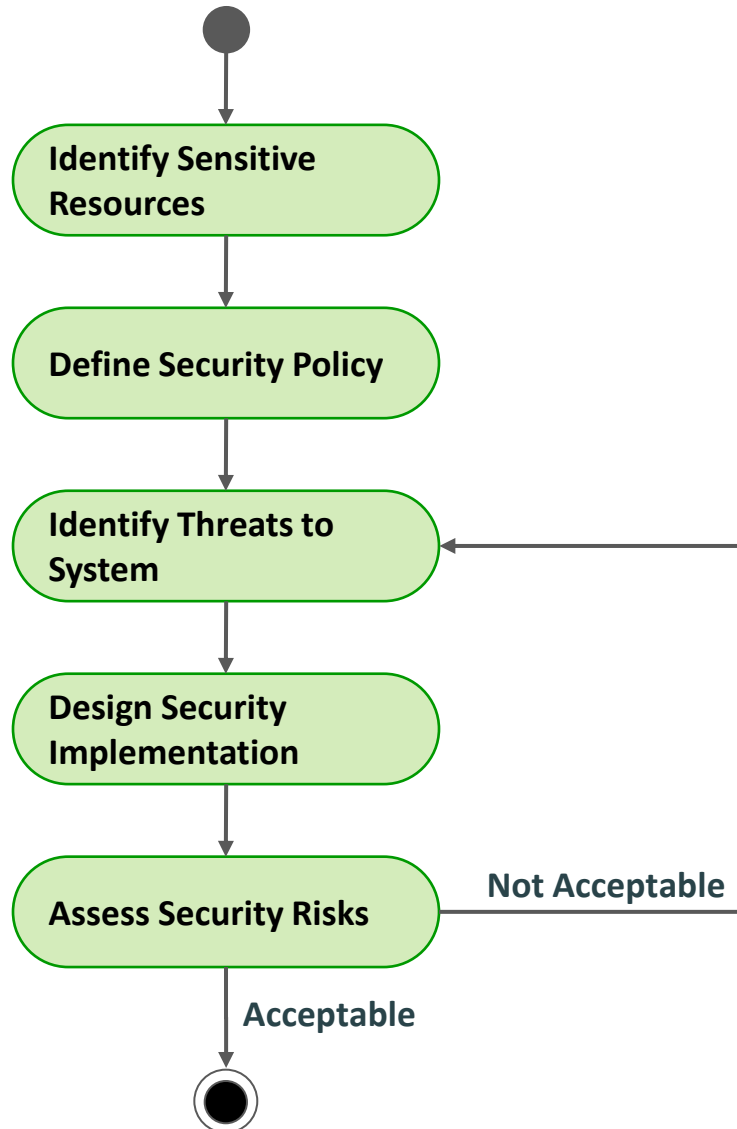 Identify Sensitive
Resources
Define Security Policy
Identify Threats to
System
Design Security
Implementation
Assess Security Risks
Not Acceptable
Acceptable